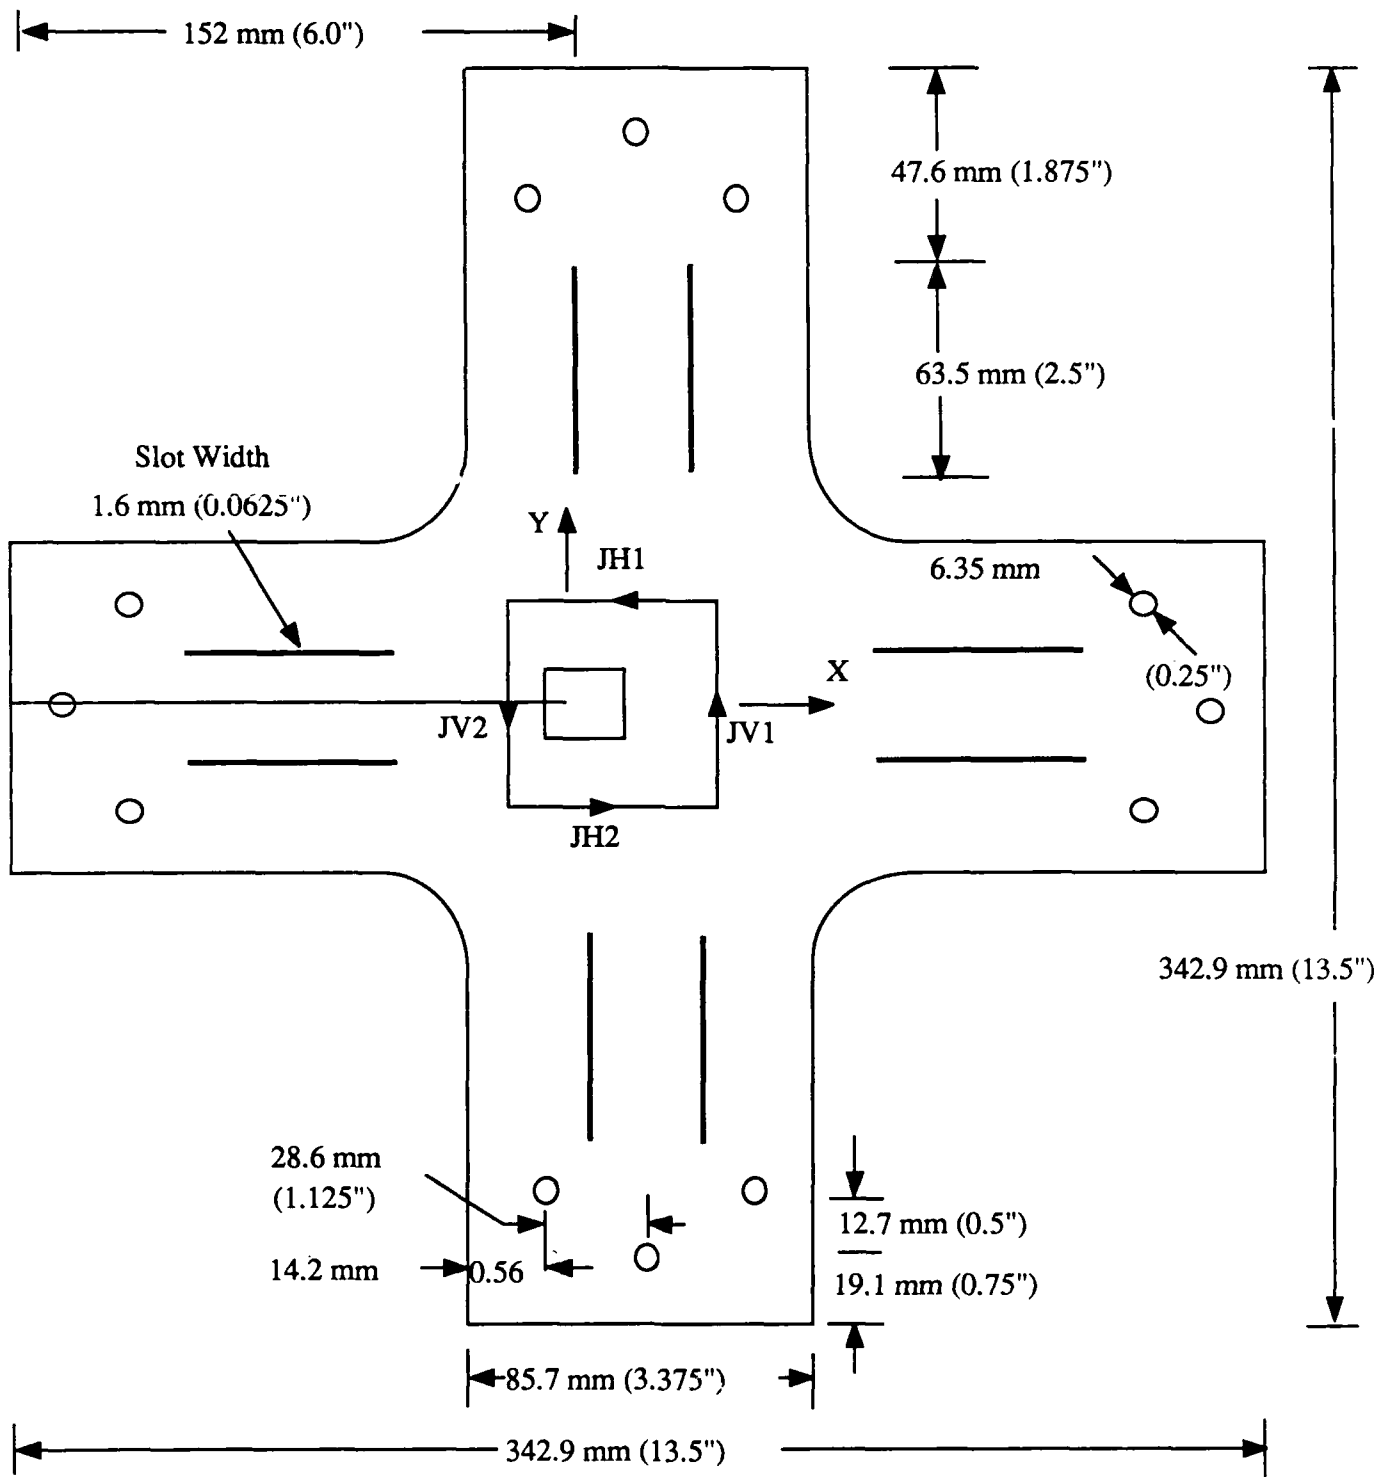 152 mm (6.0")
47.6 mm (1.875")
63.5 mm (2.5")
Slot Width
1.6 mm (0.0625")
Y
JH1
6.35 mm
X
(0.25")
JV2
JV1
JH2
342.9 mm (13.5")
28.6 mm
(1.125")
12.7 mm (0.5")
14.2 mm
0.56
19.1 mm (0.75")
85.7 mm (3.375")
342.9 mm (13.5")